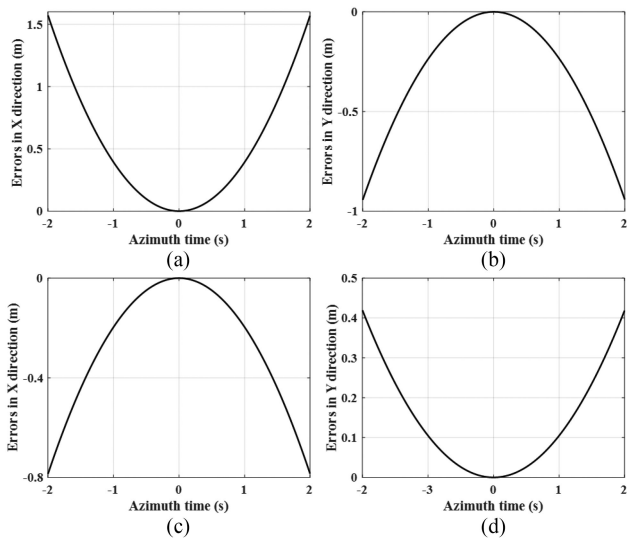 Errors in X direction (m)
1.5
1
0.5
0
-2 -1 0 1 2
Azimuth time (s)
(a)
Errors in Y direction (m)
0
-0.5
-1
-2 -1 0 1 2
Azimuth time (s)
(b)
Errors in X direction (m)
0
-0.4
-0.8
-2 -1 0 1 2
Azimuth time (s)
(c)
Errors in Y direction (m)
0.5
0.4
0.3
0.2
0.1
0
-2 -3 0 1 2
Azimuth time (s)
(d)